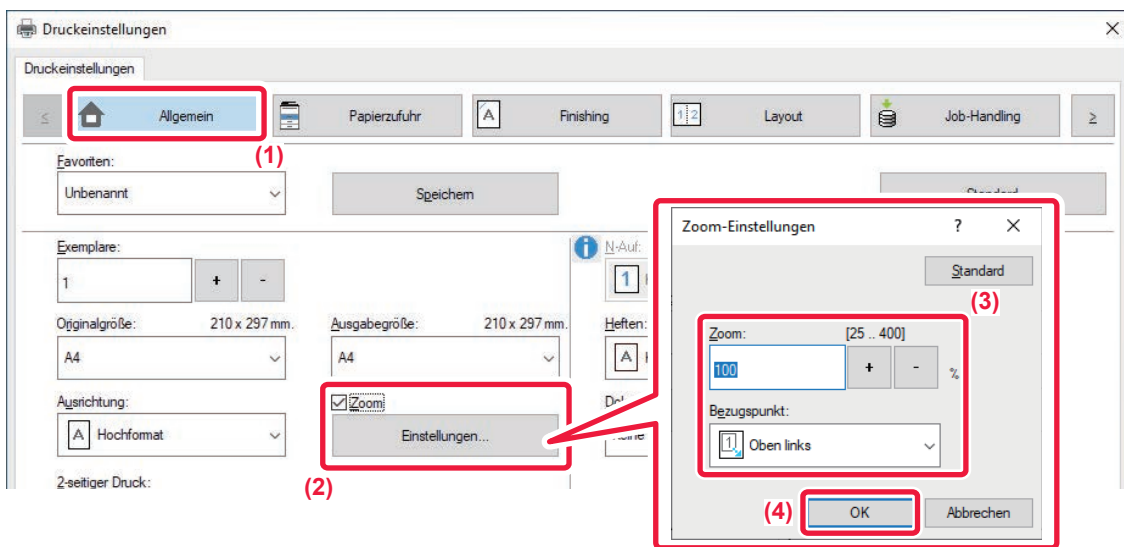 Druckeinstellungen
Druckeinstellungen
Allgemein
Papierzufuhr
Finishing
Layout
Job-Handling
(1)
Favoriten:
Unbenannt
Speichern
Exemplare:
1
+ -
N-Auf:
1
Originalgröße: 210 x 297 mm.
A4
Ausgabegröße: 210 x 297 mm.
A4
Heften:
A
Ausrichtung:
A Hochformat
Zoom
Einstellungen...
(2)
2-seitiger Druck:
Zoom-Einstellungen ?
Standard
(3)
Zoom: [25 .. 400]
100 + - %
Bezugspunkt:
1 Oben links
(4) OK Abbrechen